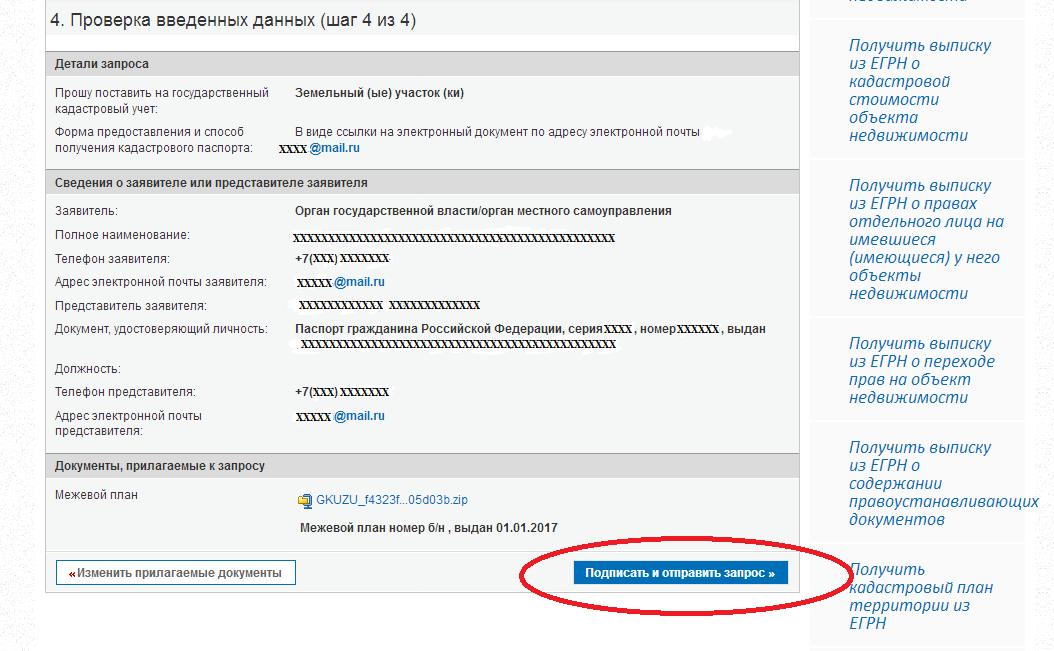 4. Проверка введенных данных (шаг 4 из 4)
Детали запроса
Прошу поставить на государственный кадастровый учет:
Земельный (ые) участок (ки)
Форма предоставления и способ получения кадастрового паспорта:
В виде ссылки на электронный документ по адресу электронной почты
xxxx @mail.ru
Сведения о заявителе или представителе заявителя
Заявитель:
Орган государственной власти/орган местного самоуправления
Полное наименование:
xxxxxxxxxxxxxxxxxxxxxxxxxxxxxxxxxxxxxxxxxxxxxx
Телефон заявителя:
+7(xxx) xxxxxxx
Адрес электронной почты заявителя:
xxxxx @mail.ru
Представитель заявителя:
xxxxxxxxxxxx xxxxxxxxxxxxx
Документ, удостоверяющий личность:
Паспорт гражданина Российской Федерации, серия xxxx , номер xxxxxx , выдан
xxxxxxxxxxxxxxxxxxxxxxxxxxxxxxxxxxxxxxxxxxxxx
Должность:
Телефон представителя:
+7(xxx) xxxxxxx
Адрес электронной почты представителя:
xxxxx @mail.ru
Документы, прилагаемые к запросу
Межевой план
GKUZU_f4323f...05d03b.zip
Межевой план номер б/н , выдан 01.01.2017
«Изменить прилагаемые документы
Подписать и отправить запрос »
Получить выписку
из ЕГРН о
кадастровой
стоимости
объекта
недвижимости
Получить выписку
из ЕГРН о правах
отдельного лица на
имевшиеся
(имеющиеся) у него
объекты
недвижимости
Получить выписку
из ЕГРН о переходе
прав на объект
недвижимости
Получить выписку
из ЕГРН о
содержании
правоустанавливающих
документов
Получить
кадастровый план
территории из
ЕГРН